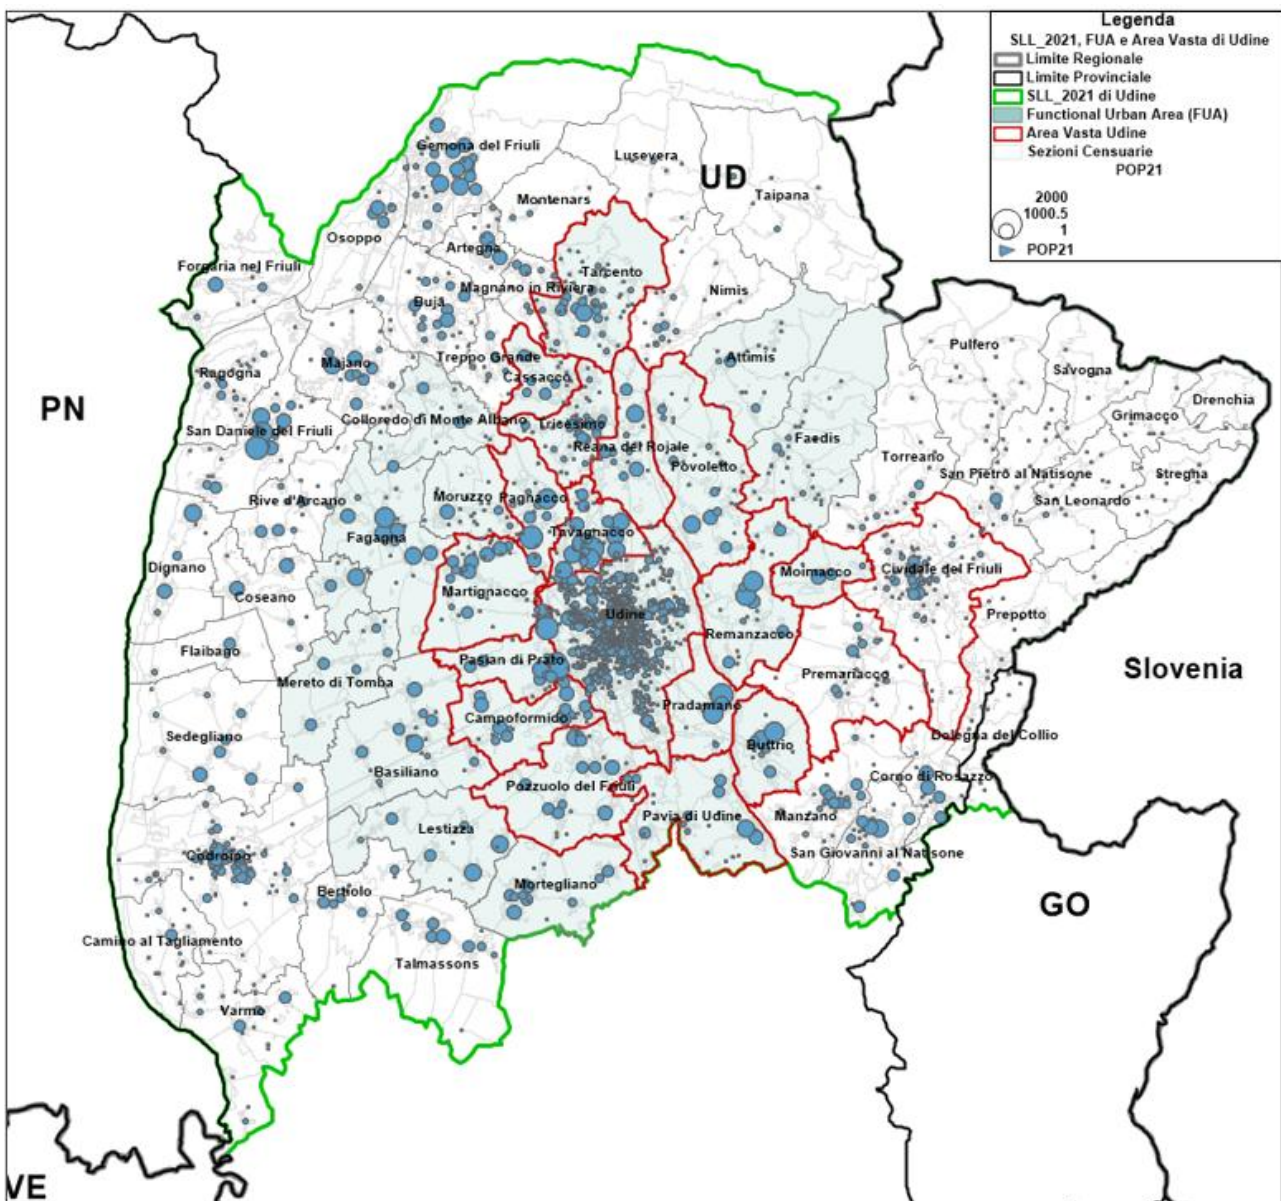 Legenda
SLL_2021, FUA e Area Vasta di Udine
Limite Regionale
Limite Provinciale
SLL_2021 di Udine
Functional Urban Area (FUA)
Area Vasta Udine
Sezioni Censuarie
POP21
2000
1000.5
1
POP21
Gemona del Friuli
Lusevera
UD
Taipana
Montenars
Osoppo
Artegna
Forgaria nel Friuli
Tarcento
Magnano in Riviera
Nimis
Buja
Pulfero
Treppo Grande
Attimis
Majano
Savogna
Ragogna
Cassacco
Drenchia
PN
Grimacco
Colloredo di Monte Albano
Tricesimo
San Daniele del Friuli
Faedis
Reana del Rojale
Torreano
Povoletto
San Pietro al Natisone
Stregna
Rive d'Arcano
Moruzzo
Pagnacco
San Leonardo
Tavagnacco
Fagagna
Dignano
Moimacco
Cividale del Friuli
Martignacco
Coseano
Udine
Prepotto
Remanzacco
Flaibano
Pasian di Prato
Slovenia
Premariacco
Mereto di Tomba
Pradamano
Campoformido
Sedegliano
Dolegna del Collio
Buttrio
Basiliano
Corno di Rosazzo
Pozzuolo del Friuli
Pavia di Udine
Manzano
Lestizza
San Giovanni al Natisone
Codroipo
Mortegliano
Bertiolo
GO
Camino al Tagliamento
Talmassons
Varmo
VE